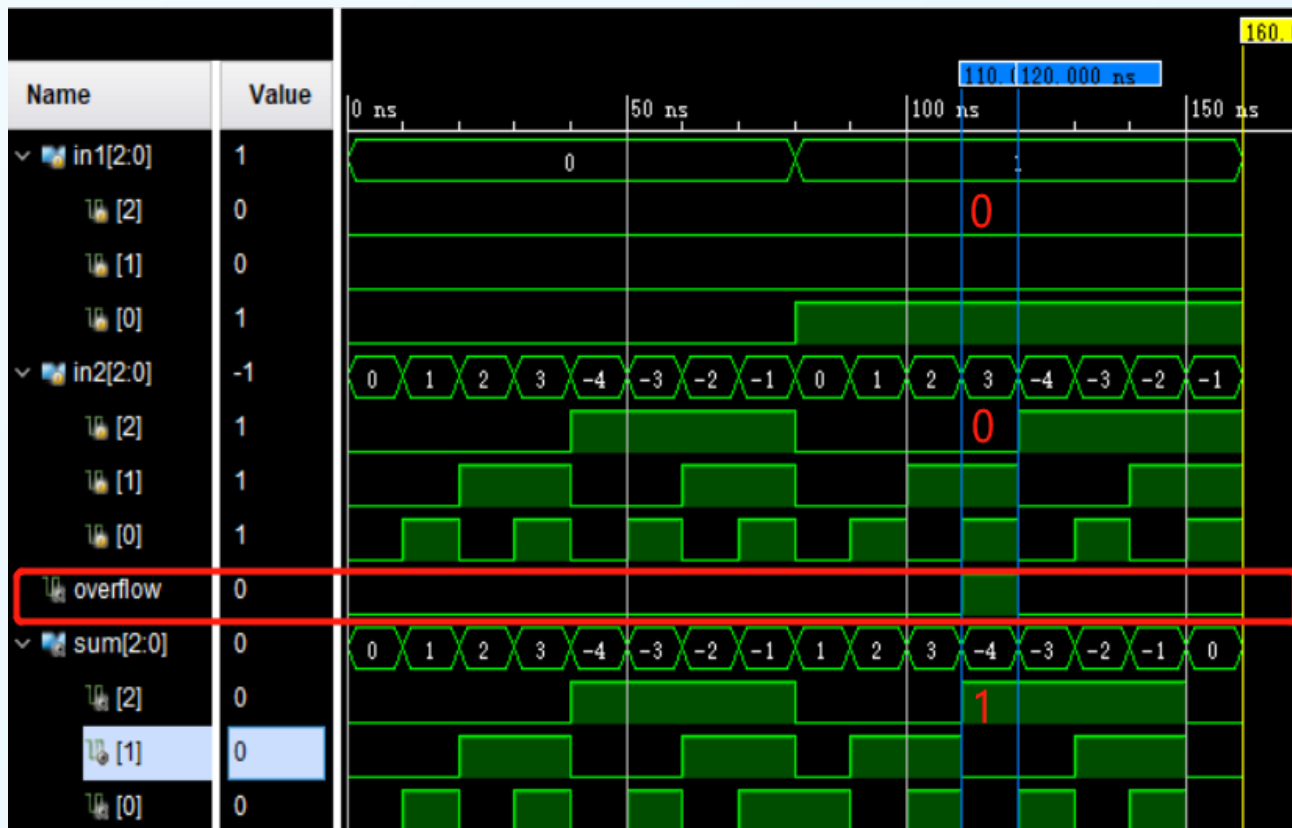 160.
110. 120.000 ns
Name Value 0 ns 50 ns 100 ns 150 ns
in1[2:0] 1 0 1
[2] 0 0
[1] 0
[0] 1
in2[2:0] -1 0 1 2 3 -4 -3 -2 -1 0 1 2 3 -4 -3 -2 -1
[2] 1 0
[1] 1
[0] 1
overflow 0
sum[2:0] 0 0 1 2 3 -4 -3 -2 -1 1 2 3 -4 -3 -2 -1 0
[2] 0 1
[1] 0
[0] 0